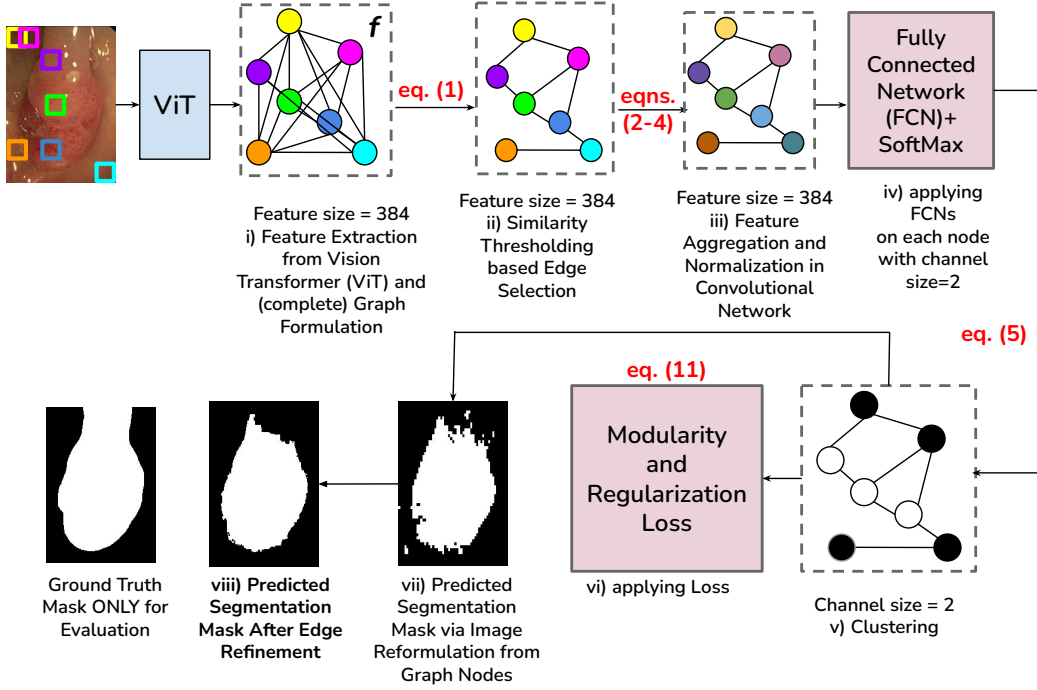 ViT
f
eq. (1)
eqns.
(2-4)
Fully
Connected
Network
(FCN)+
SoftMax
Feature size = 384
i) Feature Extraction
from Vision
Transformer (ViT) and
(complete) Graph
Formulation
Feature size = 384
ii) Similarity
Thresholding
based Edge
Selection
Feature size = 384
iii) Feature
Aggregation and
Normalization in
Convolutional
Network
iv) applying
FCNs
on each node
with channel
size=2
eq. (5)
eq. (11)
Modularity
and
Regularization
Loss
Channel size = 2
v) Clustering
vi) applying Loss
vii) Predicted
Segmentation
Mask via Image
Reformulation from
Graph Nodes
viii) Predicted
Segmentation
Mask After Edge
Refinement
Ground Truth
Mask ONLY for
Evaluation